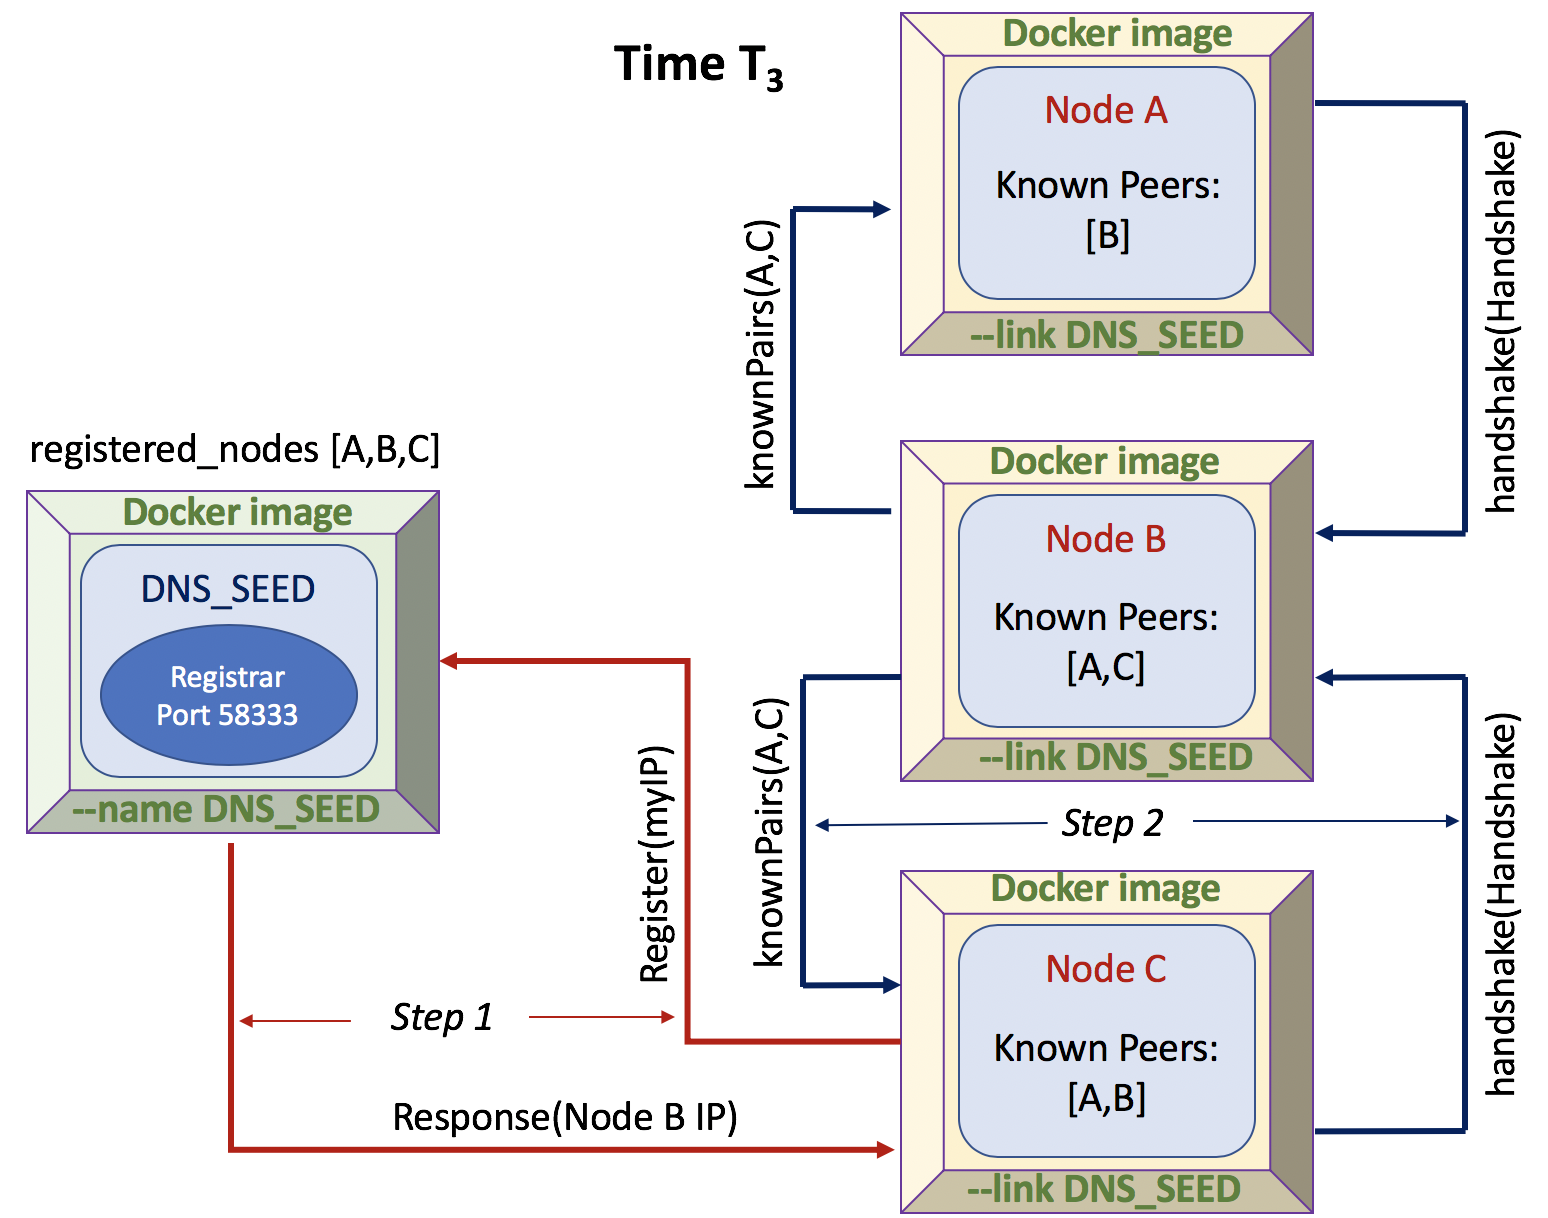 Time T₃
Docker image
Node A
Known Peers:
[B]
--link DNS_SEED
handshake(Handshake)
knownPairs(A,C)
registered_nodes [A,B,C]
Docker image
DNS_SEED
Registrar
Port 58333
--name DNS_SEED
Docker image
Node B
Known Peers:
[A,C]
--link DNS_SEED
Register(myIP)
knownPairs(A,C)
Step 2
handshake(Handshake)
Step 1
Response(Node B IP)
Docker image
Node C
Known Peers:
[A,B]
--link DNS_SEED